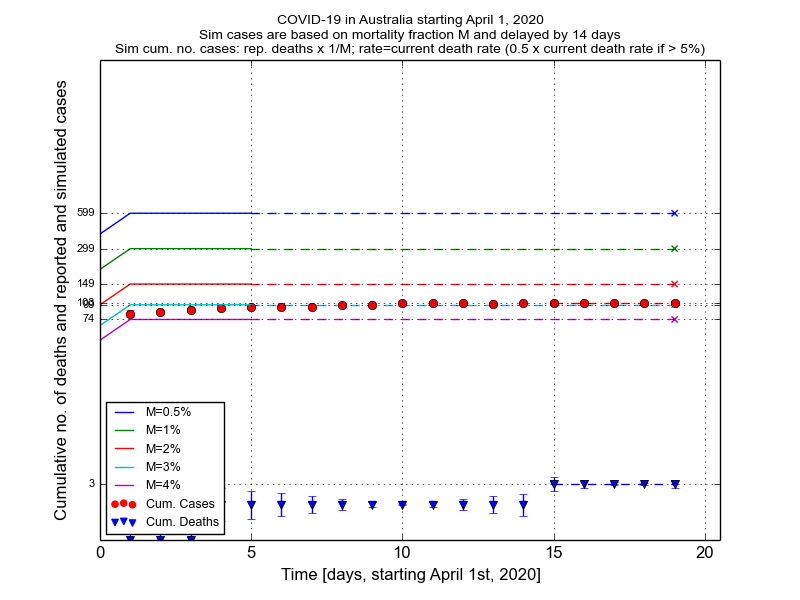 COVID-19 in Australia starting April 1, 2020
Sim cases are based on mortality fraction M and delayed by 14 days
Sim cum. no. cases: rep. deaths x 1/M; rate=current death rate (0.5 x current death rate if > 5%)
Cumulative no. of deaths and reported and simulated cases
599
299
149
103
74
3
M=0.5%
M=1%
M=2%
M=3%
M=4%
Cum. Cases
Cum. Deaths
0 5 10 15 20
Time [days, starting April 1st, 2020]